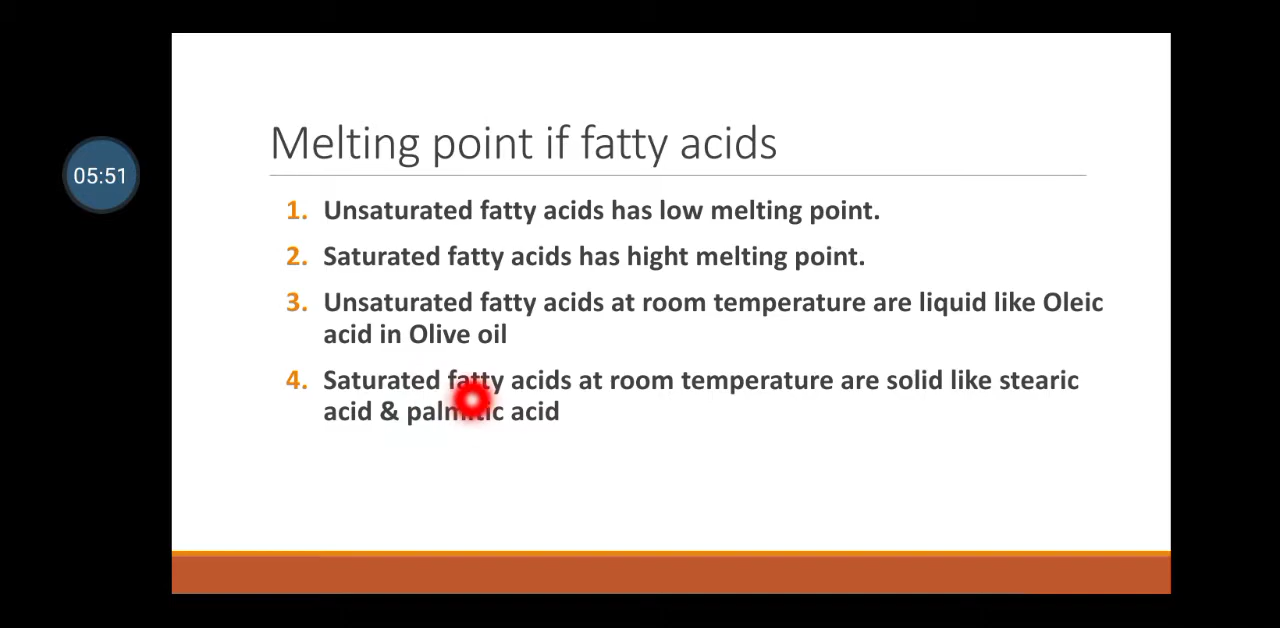 Melting point if fatty acids
05:51
1. Unsaturated fatty acids has low melting point.
2. Saturated fatty acids has hight melting point.
3. Unsaturated fatty acids at room temperature are liquid like Oleic
acid in Olive oil
4. Saturated fatty acids at room temperature are solid like stearic
acid & palmitic acid